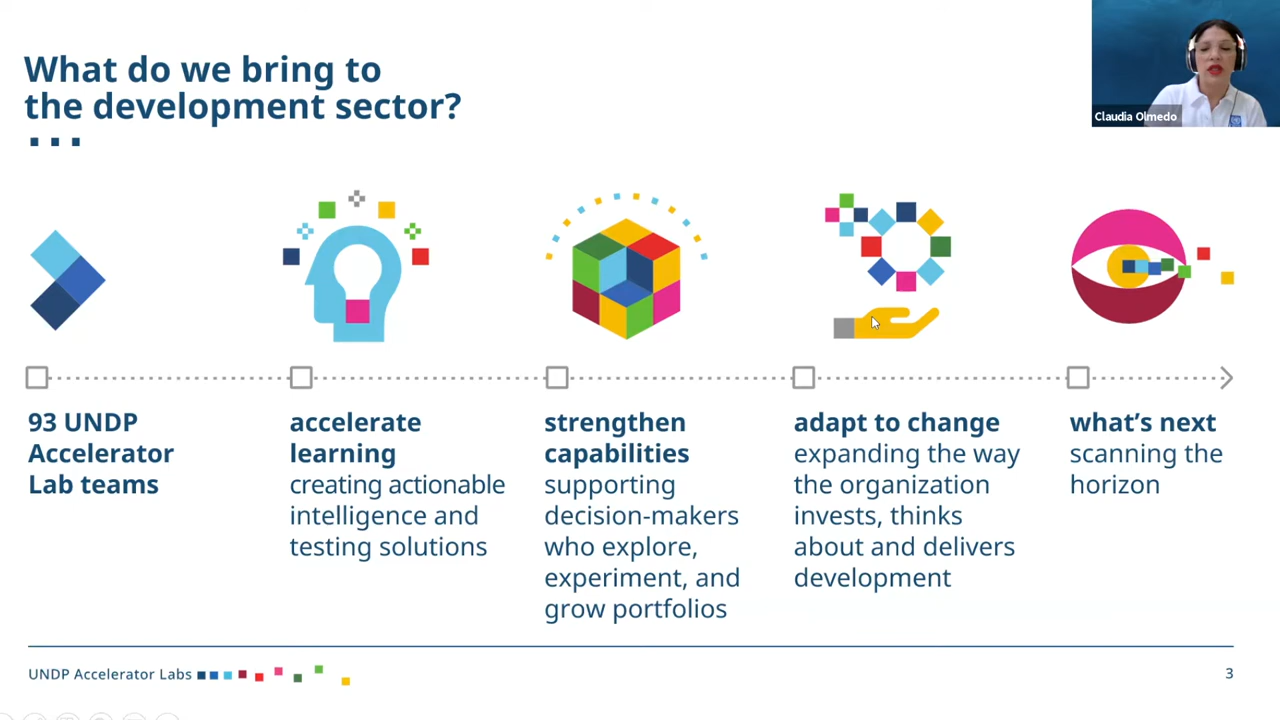 What do we bring to
the development sector?
...
Claudia Olmedo
93 UNDP
Accelerator
Lab teams
accelerate
learning
creating actionable
intelligence and
testing solutions
strengthen
capabilities
supporting
decision-makers
who explore,
experiment, and
grow portfolios
adapt to change
expanding the way
the organization
invests, thinks
about and delivers
development
what’s next
scanning the
horizon
UNDP Accelerator Labs
3